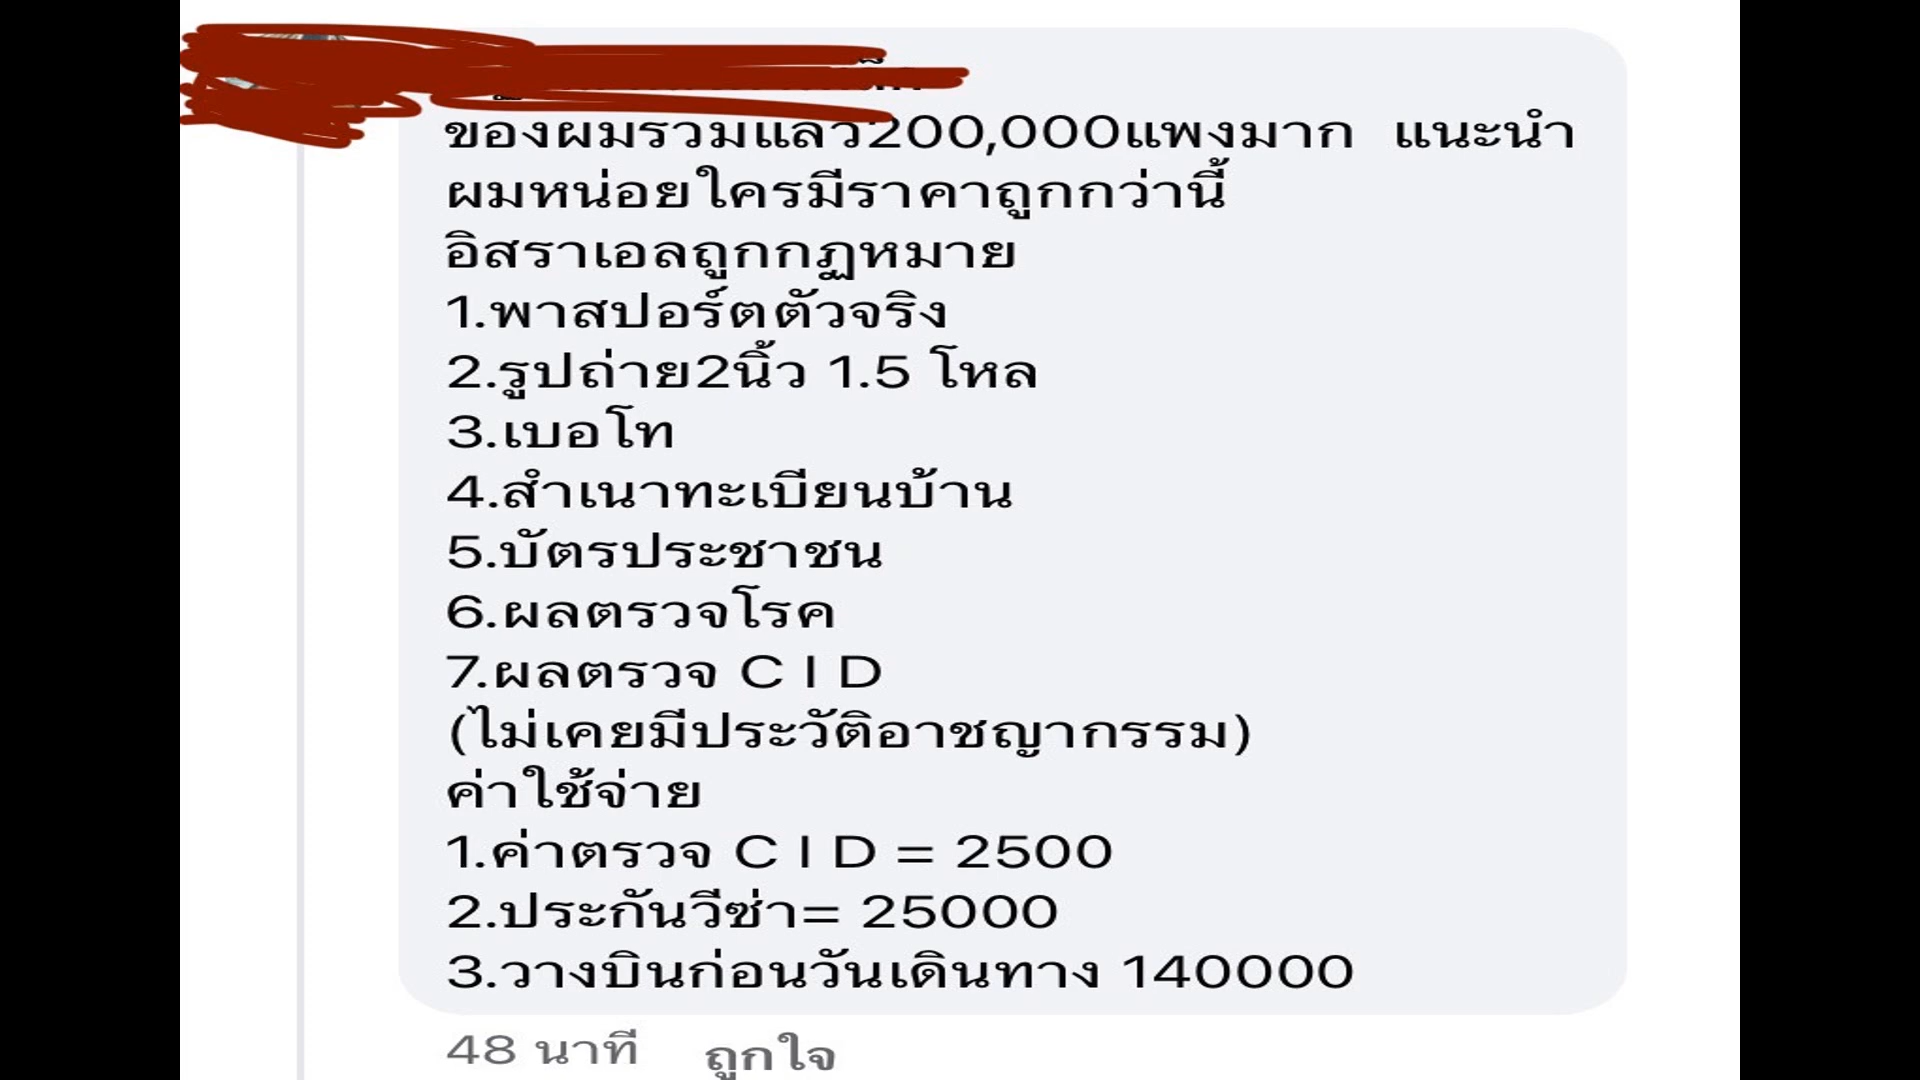 ของผมรวมแลว200,000แพงมาก แนะนำ
ผมหน่อยใครมีราคาถูกกว่านี้
อิสราเอลถูกกฏหมาย
1.พาสปอร์ตตัวจริง
2.รูปถ่าย2นิ้ว 1.5 โหล
3.เบอโท
4.สำเนาทะเบียนบ้าน
5.บัตรประชาชน
6.ผลตรวจโรค
7.ผลตรวจ C I D
(ไม่เคยมีประวัติอาชญากรรม)
ค่าใช้จ่าย
1.ค่าตรวจ C I D = 2500
2.ประกันวีซ่า= 25000
3.วางบินก่อนวันเดินทาง 140000
48 นาที ถูกใจ